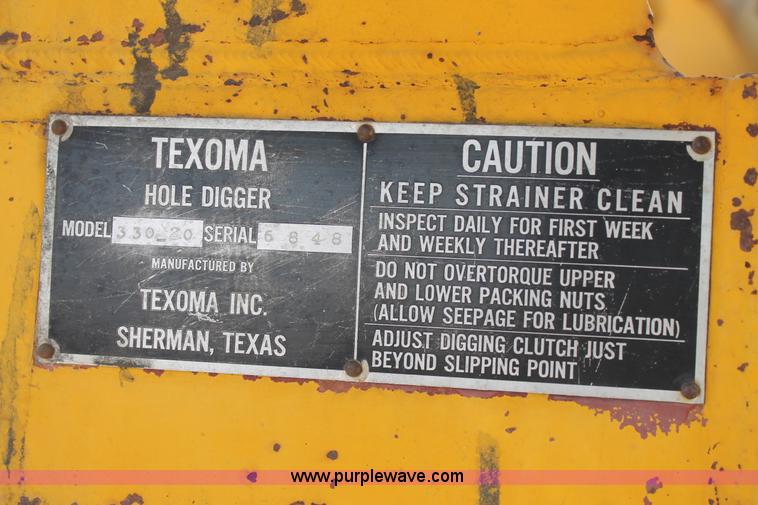 TEXOMA
HOLE DIGGER
MODEL 330-20 SERIAL 6848
MANUFACTURED BY
TEXOMA INC.
SHERMAN, TEXAS
CAUTION
KEEP STRAINER CLEAN
INSPECT DAILY FOR FIRST WEEK
AND WEEKLY THEREAFTER
DO NOT OVERTORQUE UPPER
AND LOWER PACKING NUTS
(ALLOW SEEPAGE FOR LUBRICATION)
ADJUST DIGGING CLUTCH JUST
BEYOND SLIPPING POINT
www.purplewave.com